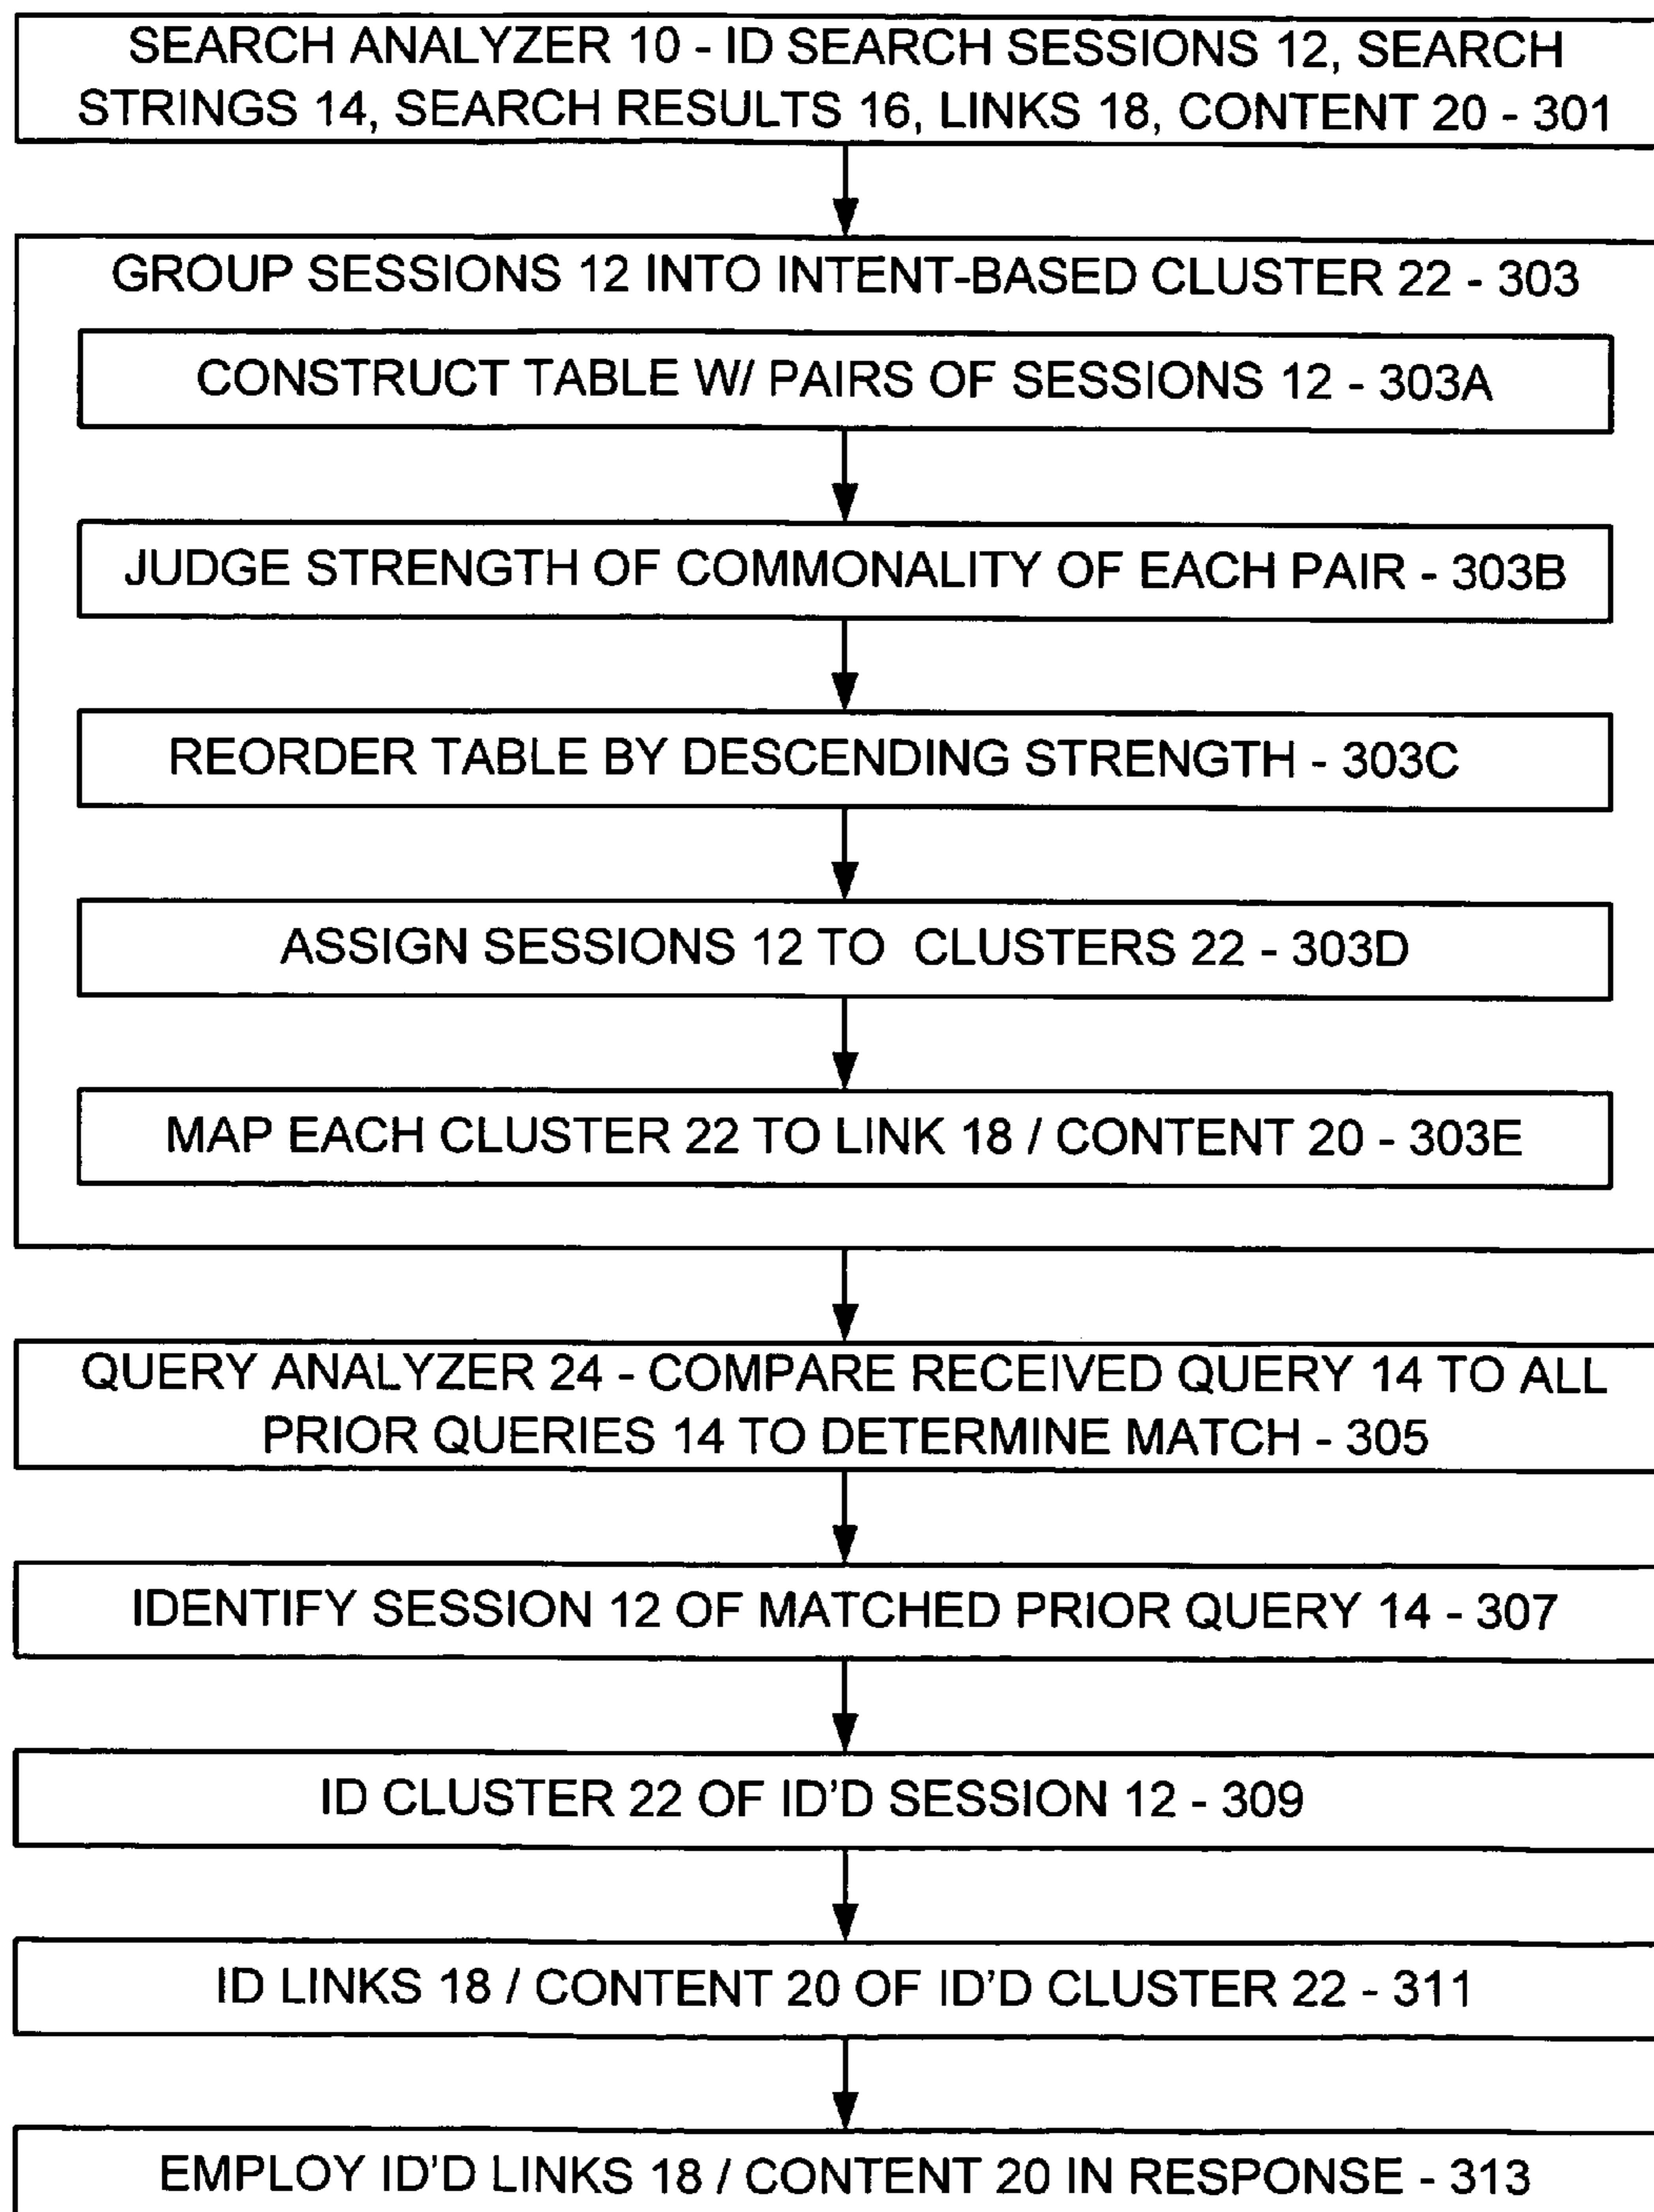 SEARCH ANALYZER 10 - ID SEARCH SESSIONS 12, SEARCH
STRINGS 14, SEARCH RESULTS 16, LINKS 18, CONTENT 20 - 301
GROUP SESSIONS 12 INTO INTENT-BASED CLUSTER 22 - 303
CONSTRUCT TABLE W/ PAIRS OF SESSIONS 12 - 303A
JUDGE STRENGTH OF COMMONALITY OF EACH PAIR - 303B
REORDER TABLE BY DESCENDING STRENGTH - 303C
ASSIGN SESSIONS 12 TO CLUSTERS 22 - 303D
MAP EACH CLUSTER 22 TO LINK 18 / CONTENT 20 - 303E
QUERY ANALYZER 24 - COMPARE RECEIVED QUERY 14 TO ALL
PRIOR QUERIES 14 TO DETERMINE MATCH - 305
IDENTIFY SESSION 12 OF MATCHED PRIOR QUERY 14 - 307
ID CLUSTER 22 OF ID'D SESSION 12 - 309
ID LINKS 18 / CONTENT 20 OF ID'D CLUSTER 22 - 311
EMPLOY ID'D LINKS 18 / CONTENT 20 IN RESPONSE - 313